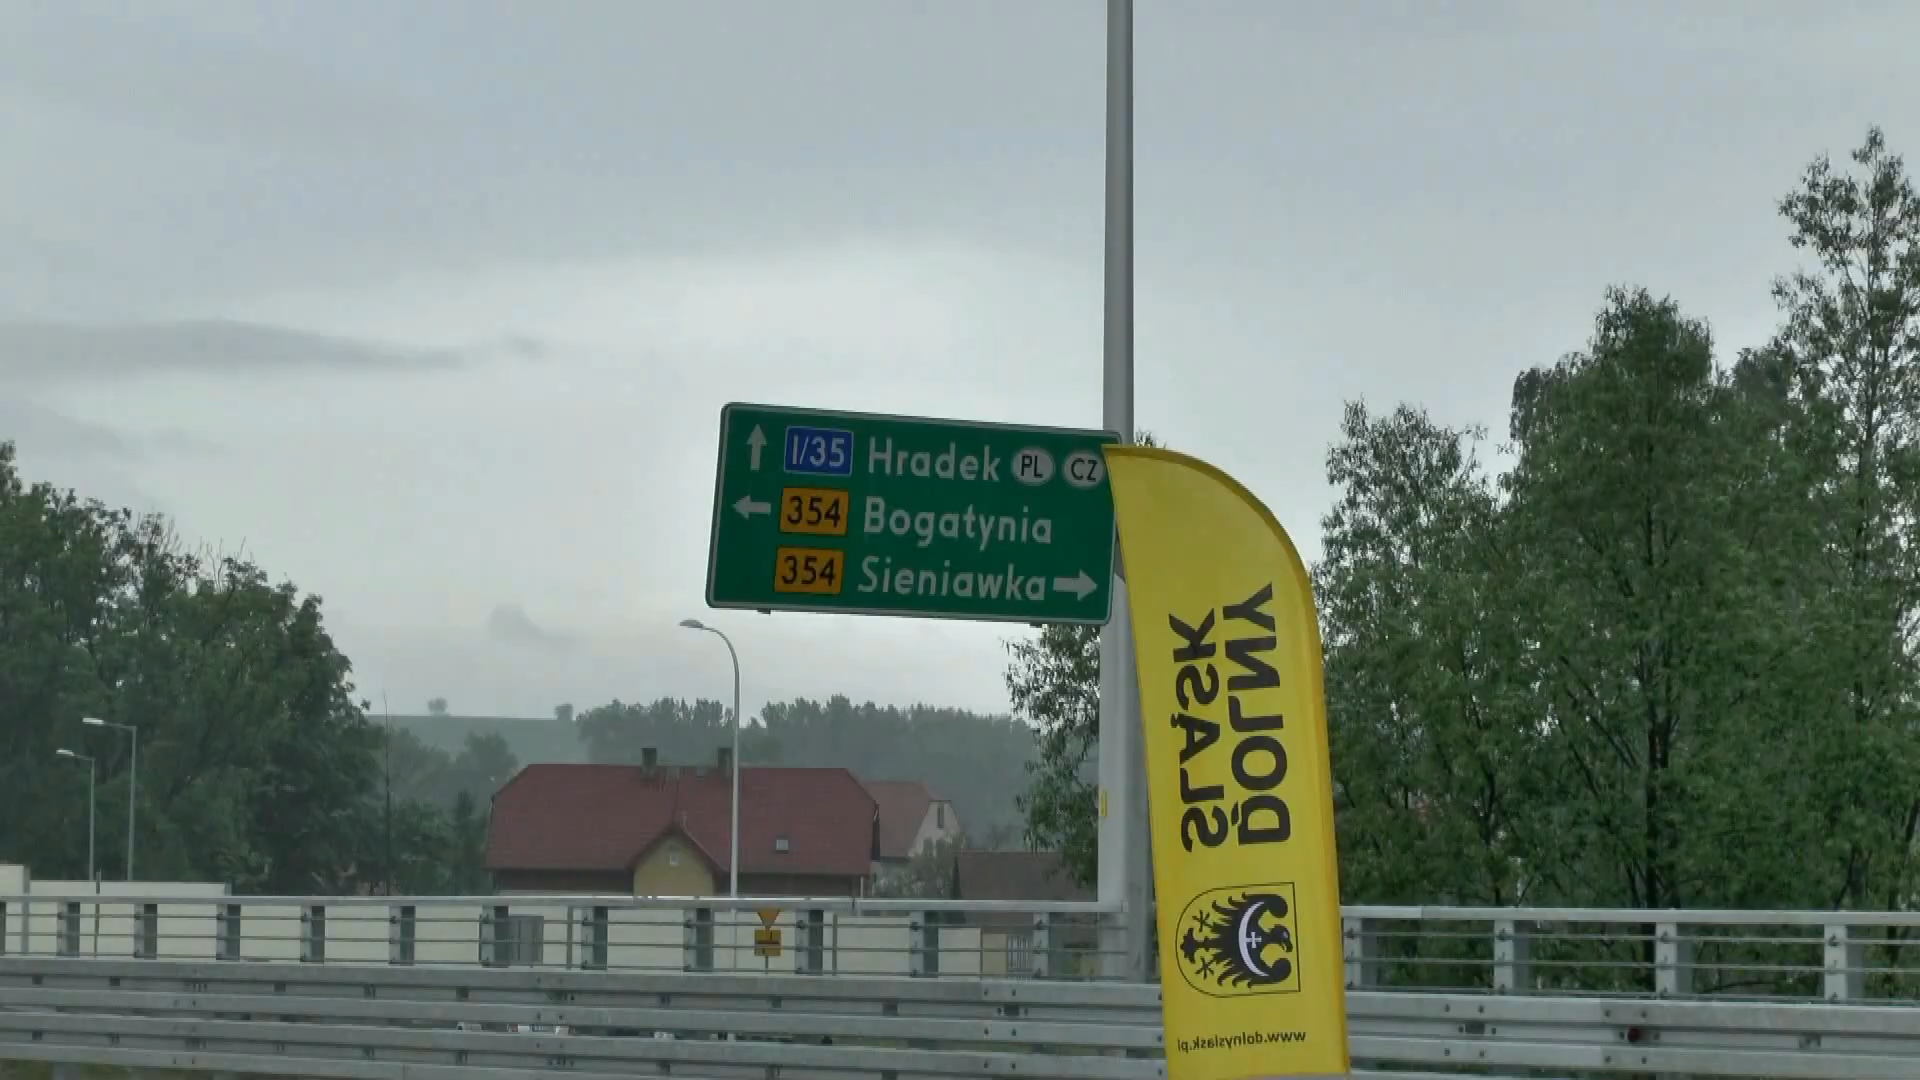 I/35 Hradek PL CZ
354 Bogatynia
354 Sieniawka
DOLNY
ŚLĄSK
www.dolnyslask.pl